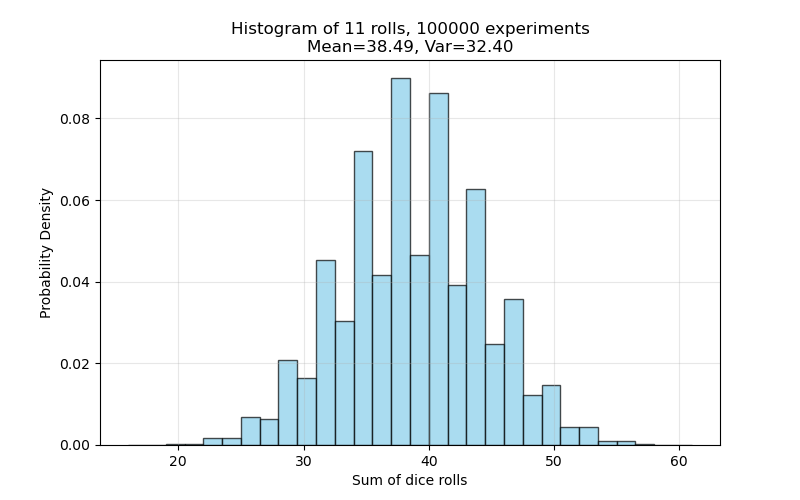 Histogram of 11 rolls, 100000 experiments
Mean=38.49, Var=32.40
Probability Density
0.08
0.06
0.04
0.02
0.00
20 30 40 50 60
Sum of dice rolls